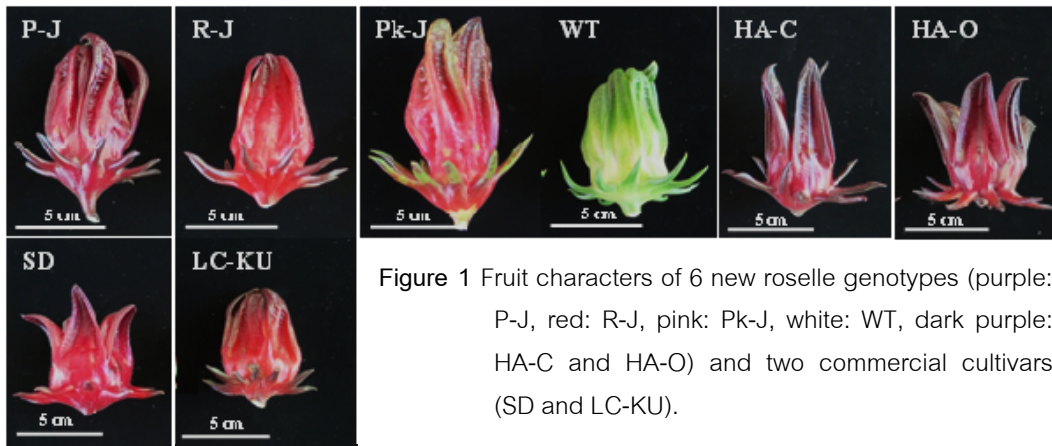 P-J R-J Pk-J WT HA-C HA-O
5 cm. 5 cm. 5 cm. 5 cm. 5 cm. 5 cm.
SD LC-KU
5 cm. 5 cm.
Figure 1 Fruit characters of 6 new roselle genotypes (purple:
P-J, red: R-J, pink: Pk-J, white: WT, dark purple:
HA-C and HA-O) and two commercial cultivars
(SD and LC-KU).